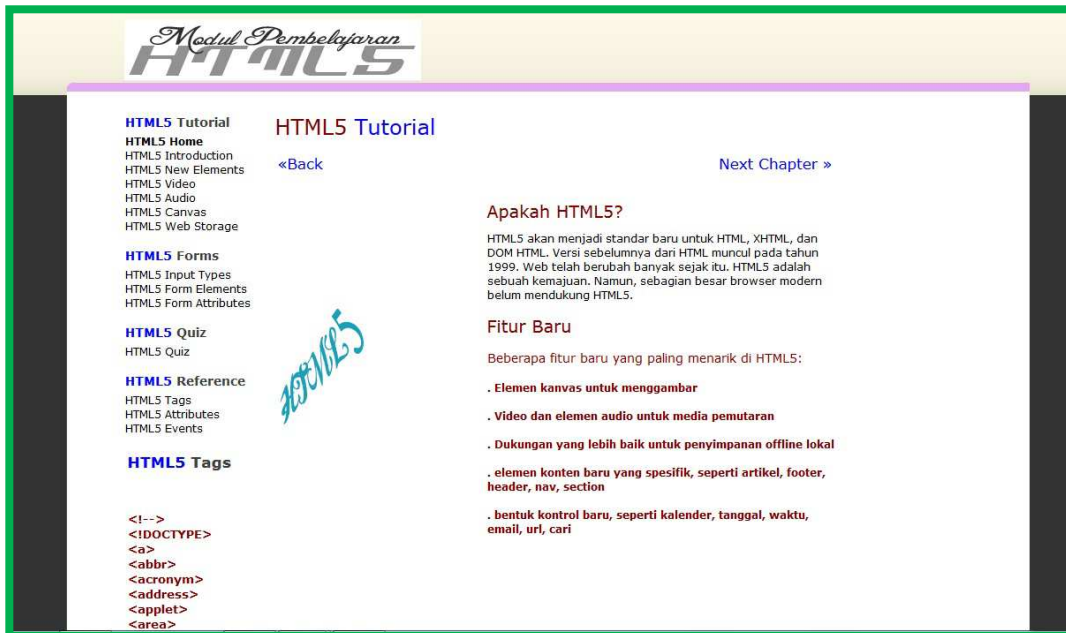 Modul Pembelajaran
HTML5
HTML5 Tutorial
HTML5 Home
HTML5 Introduction
HTML5 New Elements
HTML5 Video
HTML5 Audio
HTML5 Canvas
HTML5 Web Storage
HTML5 Forms
HTML5 Input Types
HTML5 Form Elements
HTML5 Form Attributes
HTML5 Quiz
HTML5 Quiz
HTML5 Reference
HTML5 Tags
HTML5 Attributes
HTML5 Events
HTML5 Tags
<!-->
<!DOCTYPE>
<a>
<abbr>
<acronym>
<address>
<applet>
<area>
HTML5 Tutorial
«Back
Next Chapter »
HTML5
Apakah HTML5?
HTML5 akan menjadi standar baru untuk HTML, XHTML, dan
DOM HTML. Versi sebelumnya dari HTML muncul pada tahun
1999. Web telah berubah banyak sejak itu. HTML5 adalah
sebuah kemajuan. Namun, sebagian besar browser modern
belum mendukung HTML5.
Fitur Baru
Beberapa fitur baru yang paling menarik di HTML5:
. Elemen kanvas untuk menggambar
. Video dan elemen audio untuk media pemutaran
. Dukungan yang lebih baik untuk penyimpanan offline lokal
. elemen konten baru yang spesifik, seperti artikel, footer,
header, nav, section
. bentuk kontrol baru, seperti kalender, tanggal, waktu,
email, url, cari